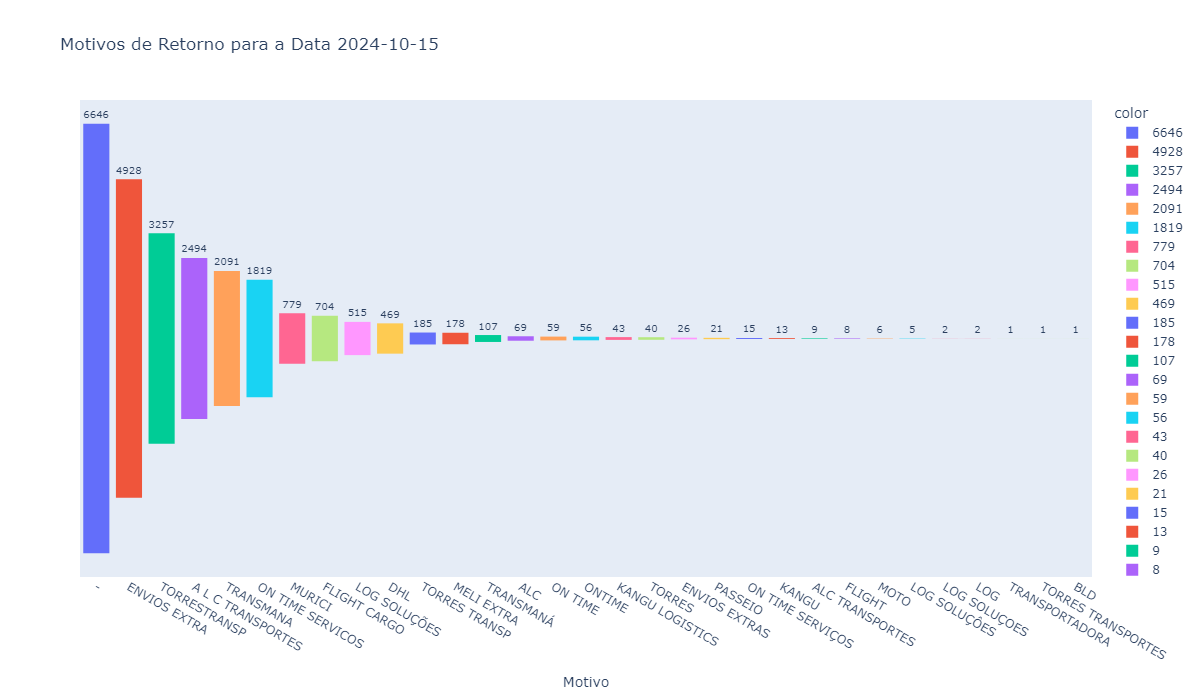 Motivos de Retorno para a Data 2024-10-15
6646
4928
3257
2494
2091
1819
779
704
515
469
185
178
107
69
59
56
43
40
26
21
15
13
9
8
6
5
2
2
1
1
1
-
ENVIOS EXTRA
TORRESTRANSP
A L C TRANSPORTES
TRANSMANA
ON TIME SERVICOS
MURICI
FLIGHT CARGO
LOG SOLUÇÕES
DHL
TORRES TRANSP
MELI EXTRA
TRANSMANÁ
ALC
ON TIME
ONTIME
KANGU LOGISTICS
TORRES
ENVIOS EXTRAS
PASSEIO
ON TIME SERVIÇOS
KANGU
ALC TRANSPORTES
FLIGHT
MOTO
LOG SOLUÇÕES
LOG SOLUÇOES
LOG
TRANSPORTADORA
TORRES TRANSPORTES
BLD
Motivo
color
6646
4928
3257
2494
2091
1819
779
704
515
469
185
178
107
69
59
56
43
40
26
21
15
13
9
8